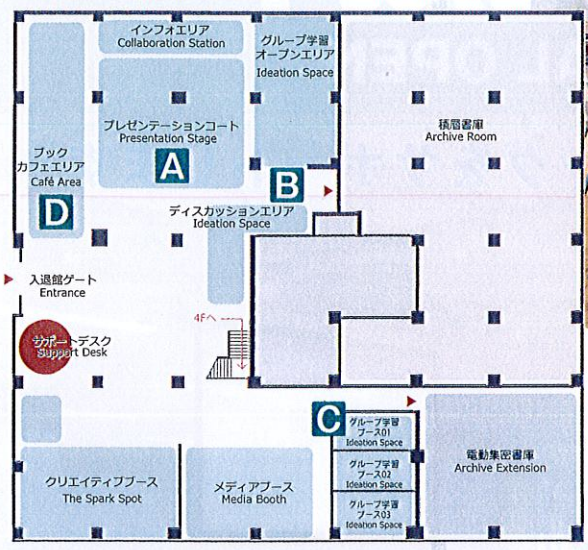 インフォエリア
Collaboration Station
グループ学習
オープンエリア
Ideation Space
プレゼンテーションコート
Presentation Stage
A
積層書庫
Archive Room
ブック
カフェエリア
Café Area
D
B
ディスカッションエリア
Ideation Space
入退館ゲート
Entrance
4Fへ
サポートデスク
Support Desk
C
グループ学習
ブース01
Ideation Space
グループ学習
ブース02
Ideation Space
グループ学習
ブース03
Ideation Space
電動集密書庫
Archive Extension
クリエイティブブース
The Spark Spot
メディアブース
Media Booth